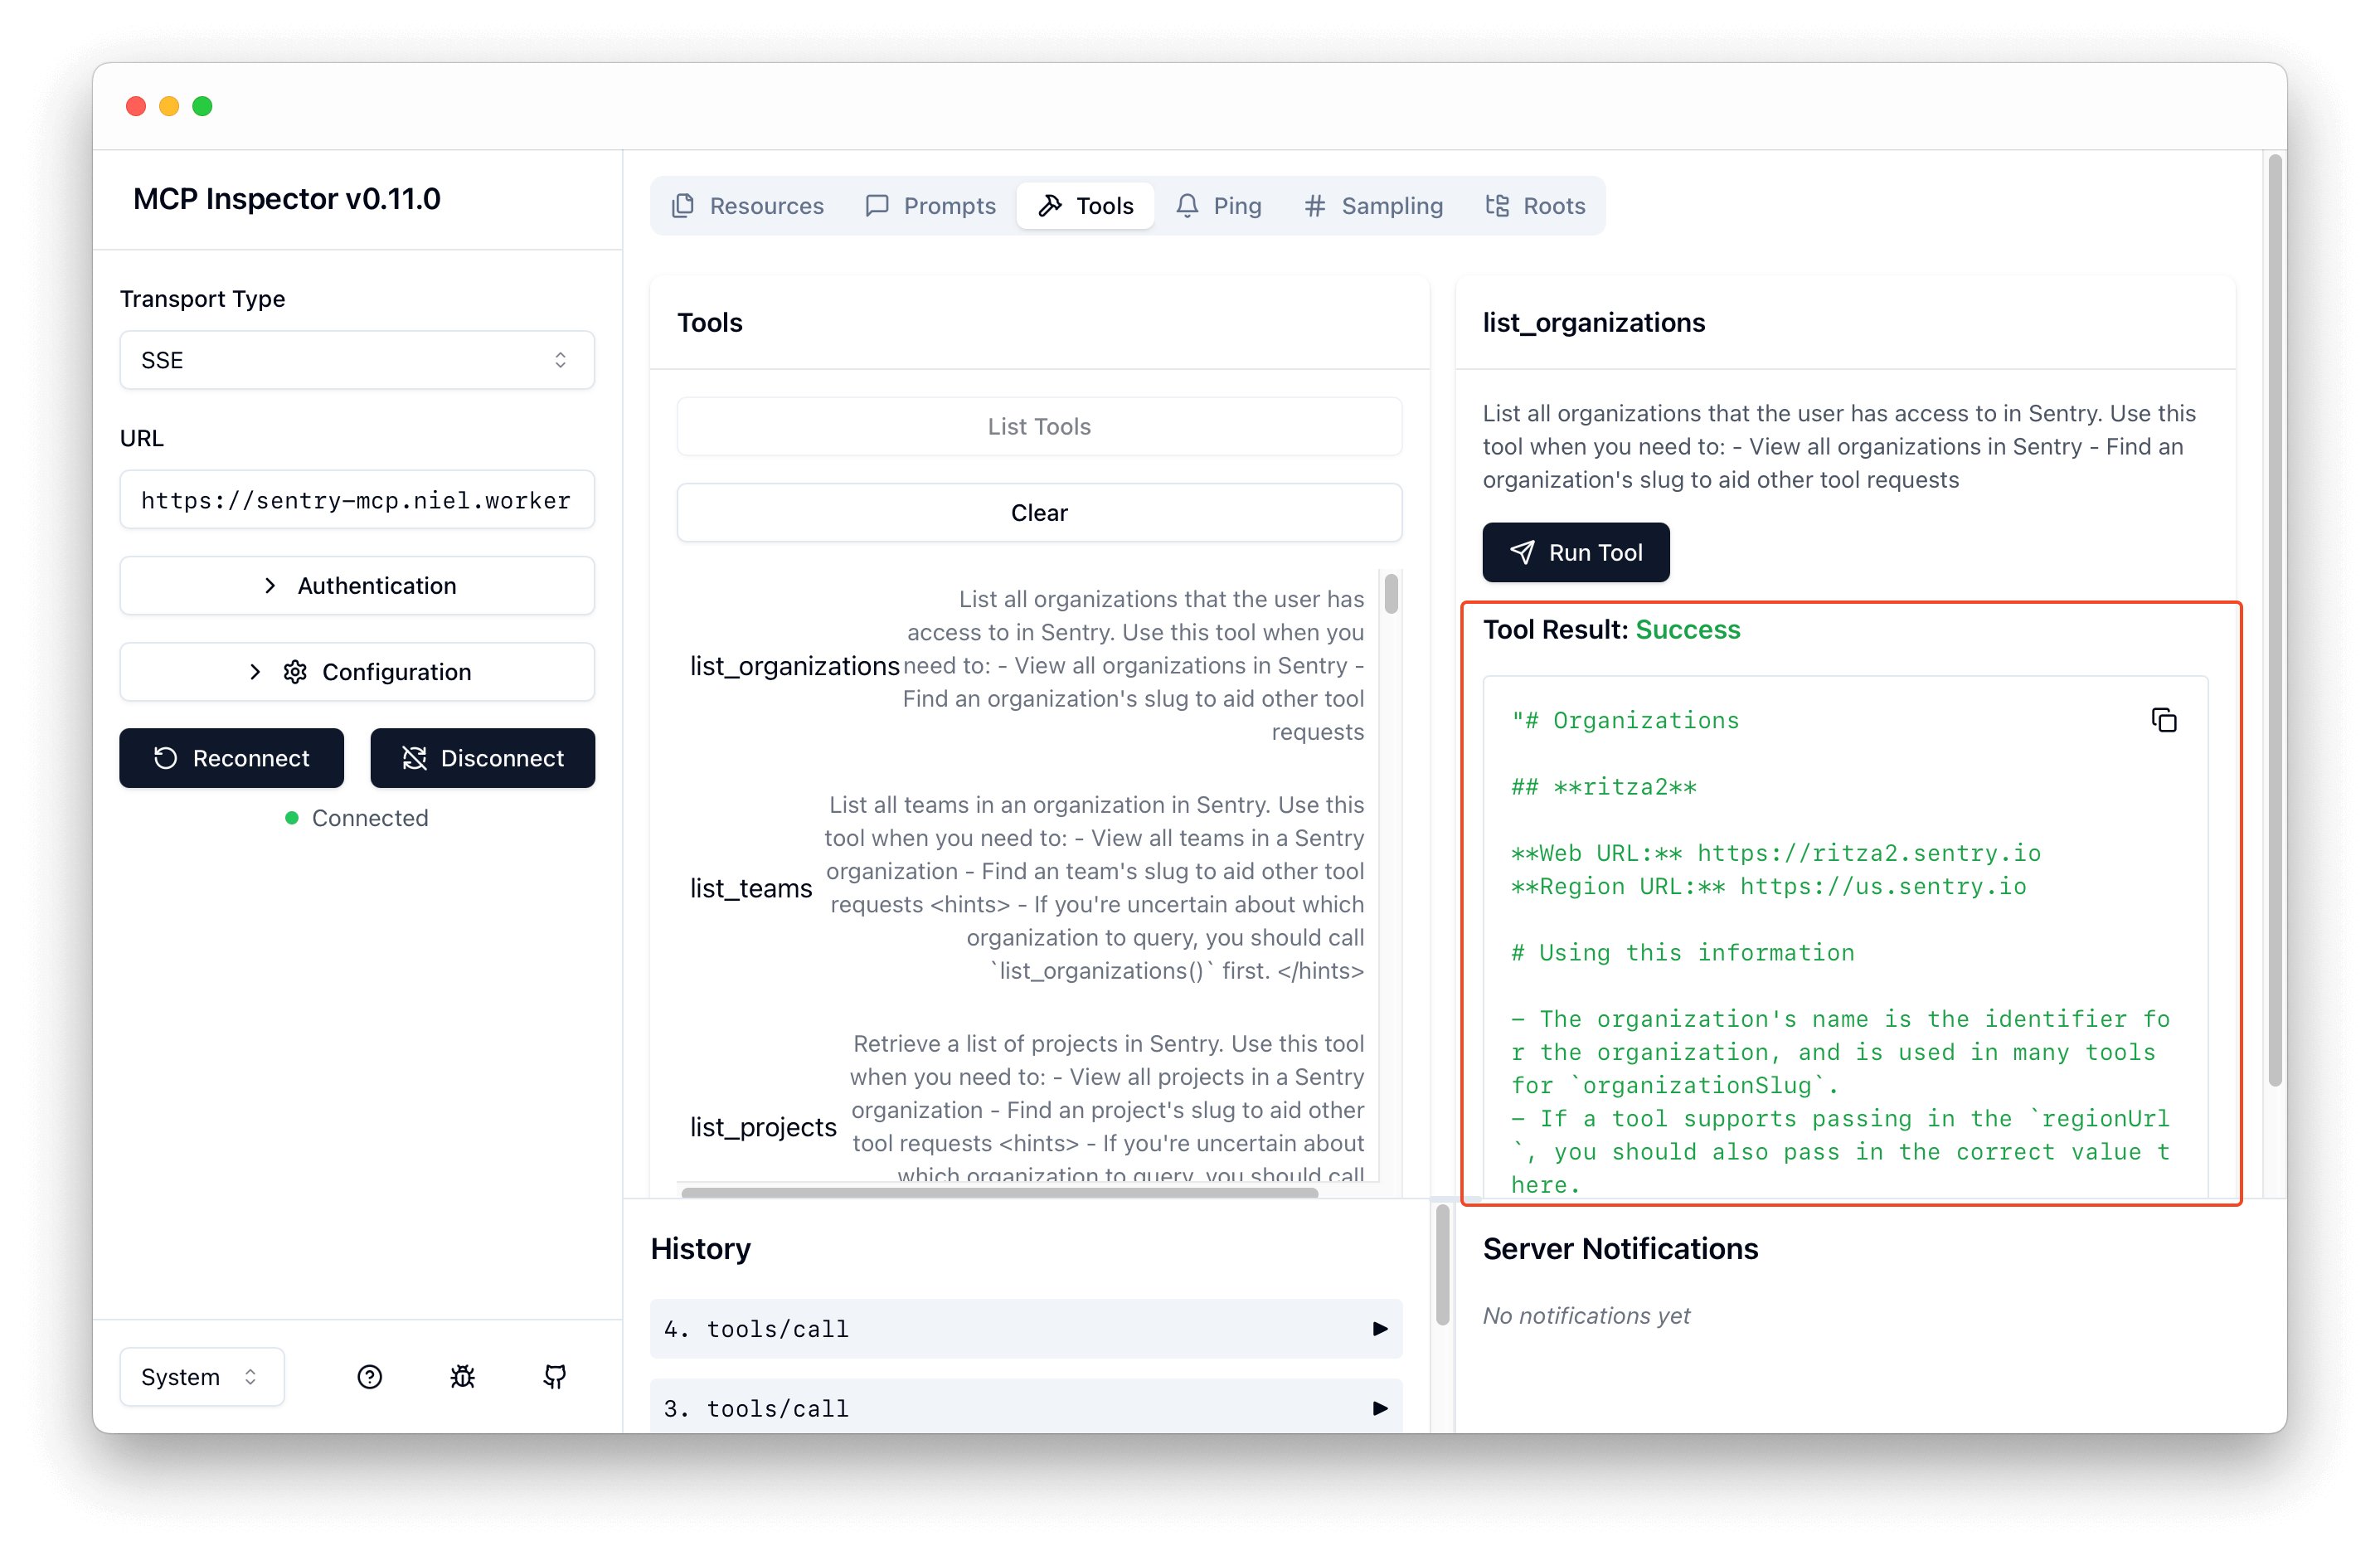 MCP Inspector v0.11.0
Transport Type
SSE
URL
https://sentry-mcp.niel.worker
Authentication
Configuration
Reconnect
Disconnect
Connected
System
Resources
Prompts
Tools
Ping
Sampling
Roots
Tools
List Tools
Clear
list_organizations
List all organizations that the user has
access to in Sentry. Use this tool when you
need to: - View all organizations in Sentry -
Find an organization's slug to aid other tool
requests
list_teams
List all teams in an organization in Sentry. Use this
tool when you need to: - View all teams in a Sentry
organization - Find an team's slug to aid other tool
requests <hints> - If you're uncertain about which
organization to query, you should call
`list_organizations()` first. </hints>
list_projects
Retrieve a list of projects in Sentry. Use this tool
when you need to: - View all projects in a Sentry
organization - Find an project's slug to aid other
tool requests <hints> - If you're uncertain about
which organization to query, you should call
list_organizations
List all organizations that the user has access to in Sentry. Use this
tool when you need to: - View all organizations in Sentry - Find an
organization's slug to aid other tool requests
Run Tool
Tool Result: Success
"# Organizations
## **ritza2**
**Web URL:** https://ritza2.sentry.io
**Region URL:** https://us.sentry.io
# Using this information
- The organization's name is the identifier fo
r the organization, and is used in many tools
for `organizationSlug`.
- If a tool supports passing in the `regionUrl
`, you should also pass in the correct value t
here.
History
4. tools/call
3. tools/call
Server Notifications
No notifications yet